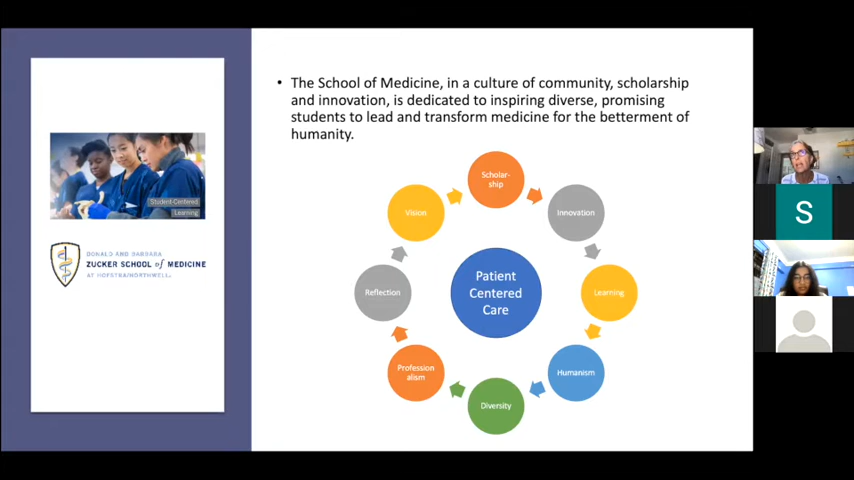 • The School of Medicine, in a culture of community, scholarship
and innovation, is dedicated to inspiring diverse, promising
students to lead and transform medicine for the betterment of
humanity.
Student-Centered
Learning
DONALD AND BARBARA
ZUCKER SCHOOL of MEDICINE
AT HOFSTRA/NORTHWELL
Scholar-
ship
Innovation
Learning
Humanism
Diversity
Profession
alism
Reflection
Vision
Patient
Centered
Care
S